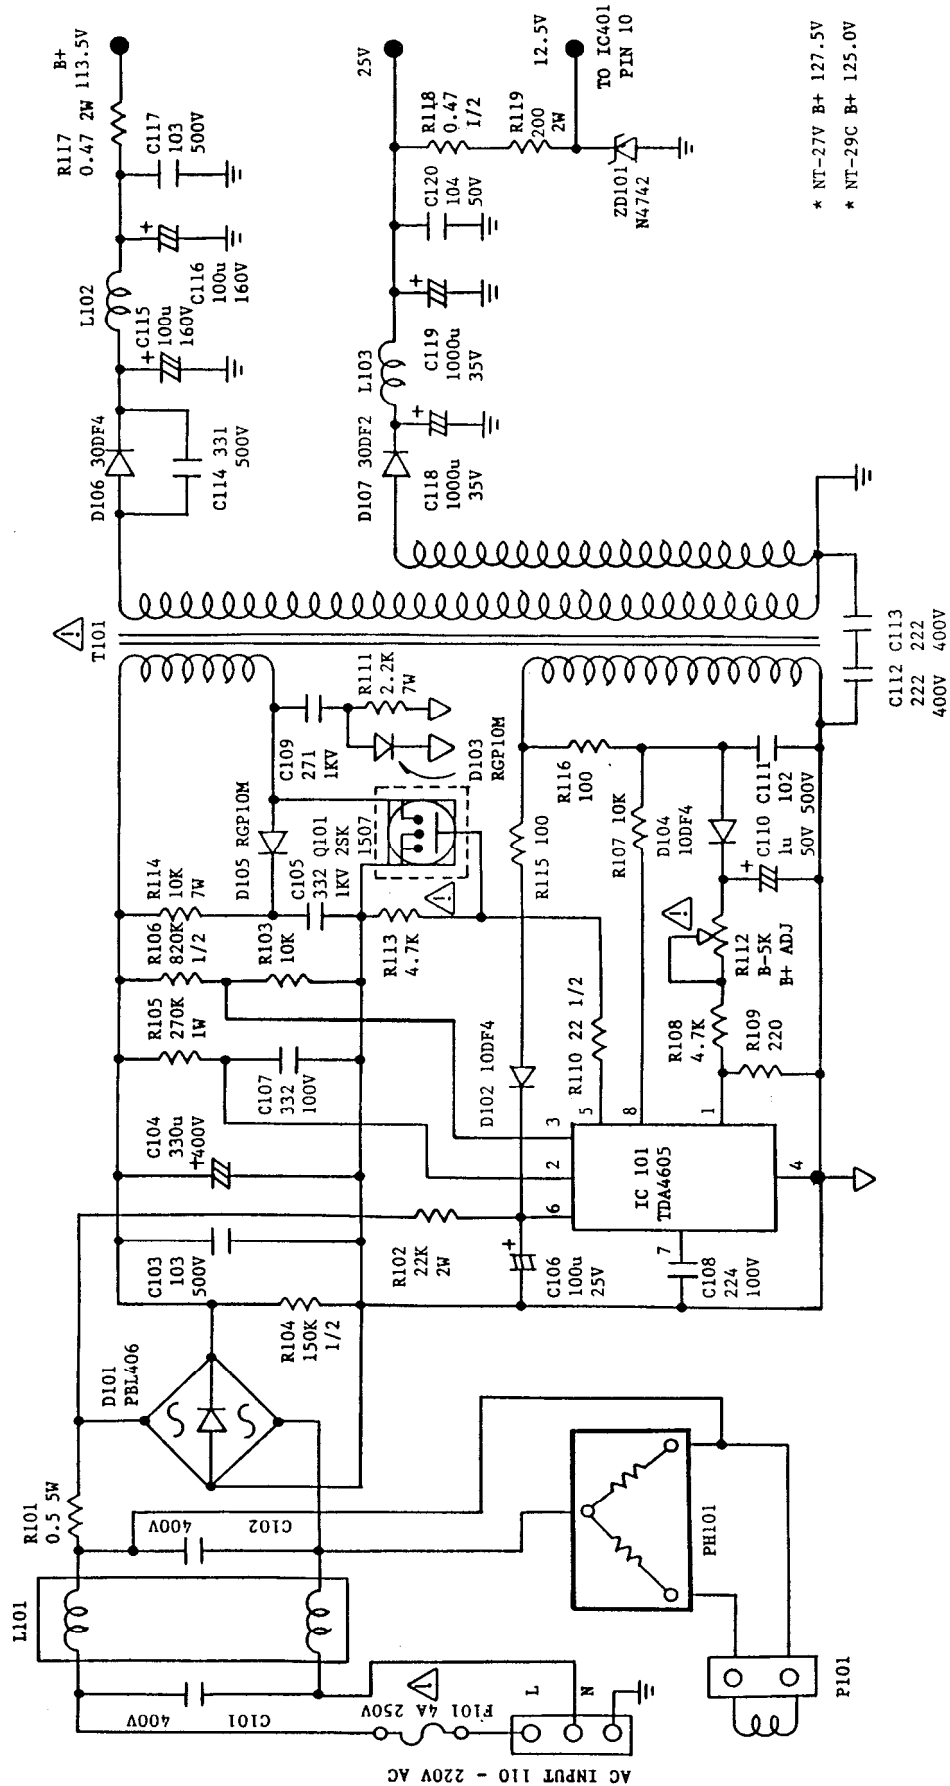 AC INPUT 110 - 220V AC
L
N
F101 4A 250V
C101
400V
L101
C102
400V
R101
0.5 5W
P101
PH101
D101
PBL406
R104
150K
1/2
C103
103
500V
C104
330u
400V
+
R105
270K
1W
R106
820K
1/2
R114
10K
7W
C107
332
100V
R103
10K
D105 RGP10M
C105
332
1KV
Q101
2SK
1507
R113
4.7K
C109
271
1KV
R111
2.2K
7W
D103
RGP10M
R102
22K
2W
C106
100u
25V
+
D102 10DF4
R115 100
R116
100
R110 22 1/2
R107 10K
D104
10DF4
C111
102
500V
C110
1u
50V
+
R112
B-5K
B+ ADJ
R108
4.7K
R109
220
IC 101
TDA4605
6
2
3
5
8
1
4
7
C108
224
100V
T101
C112
222
400V
C113
222
400V
D106 30DF4
C114 331
500V
L102
C115
100u
160V
+
C116
100u
160V
+
C117
103
500V
R117
0.47 2W
B+
113.5V
D107 30DF2
C118
1000u
35V
+
L103
C119
1000u
35V
+
C120
104
50V
R118
0.47
1/2
R119
200
2W
ZD101
N4742
25V
12.5V
TO IC401
PIN 10
* NT-27V B+ 127.5V
* NT-29C B+ 125.0V